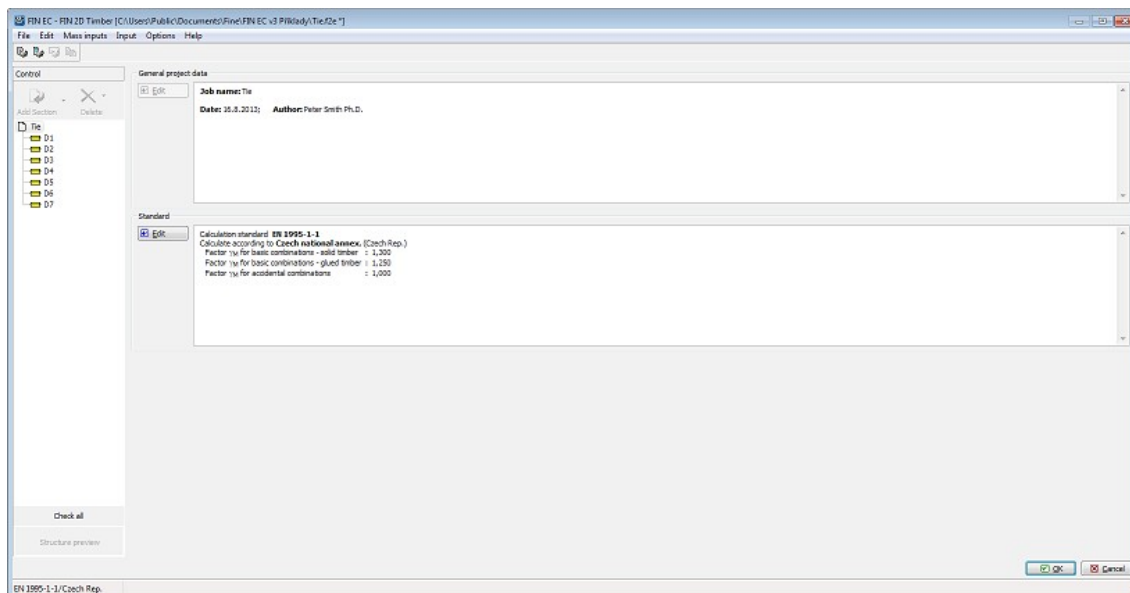 FIN EC - FIN 2D Timber [C:\Users\Public\Documents\Fine\FIN EC v3 Příklady\Tie.f2e *]
File Edit Mass inputs Input Options Help
Control
Add Section Delete
Tie
D1
D2
D3
D4
D5
D6
D7
Check all
Structure preview
General project data
Edit
Job name: Tie
Date: 16.8.2013; Author: Peter Smith Ph.D.
Standard
Edit
Calculation standard EN 1995-1-1
Calculate according to Czech national annex. (Czech Rep.)
Factor γM for basic combinations - solid timber : 1,300
Factor γM for basic combinations - glued timber : 1,250
Factor γM for accidental combinations : 1,000
OK Cancel
EN 1995-1-1/Czech Rep.